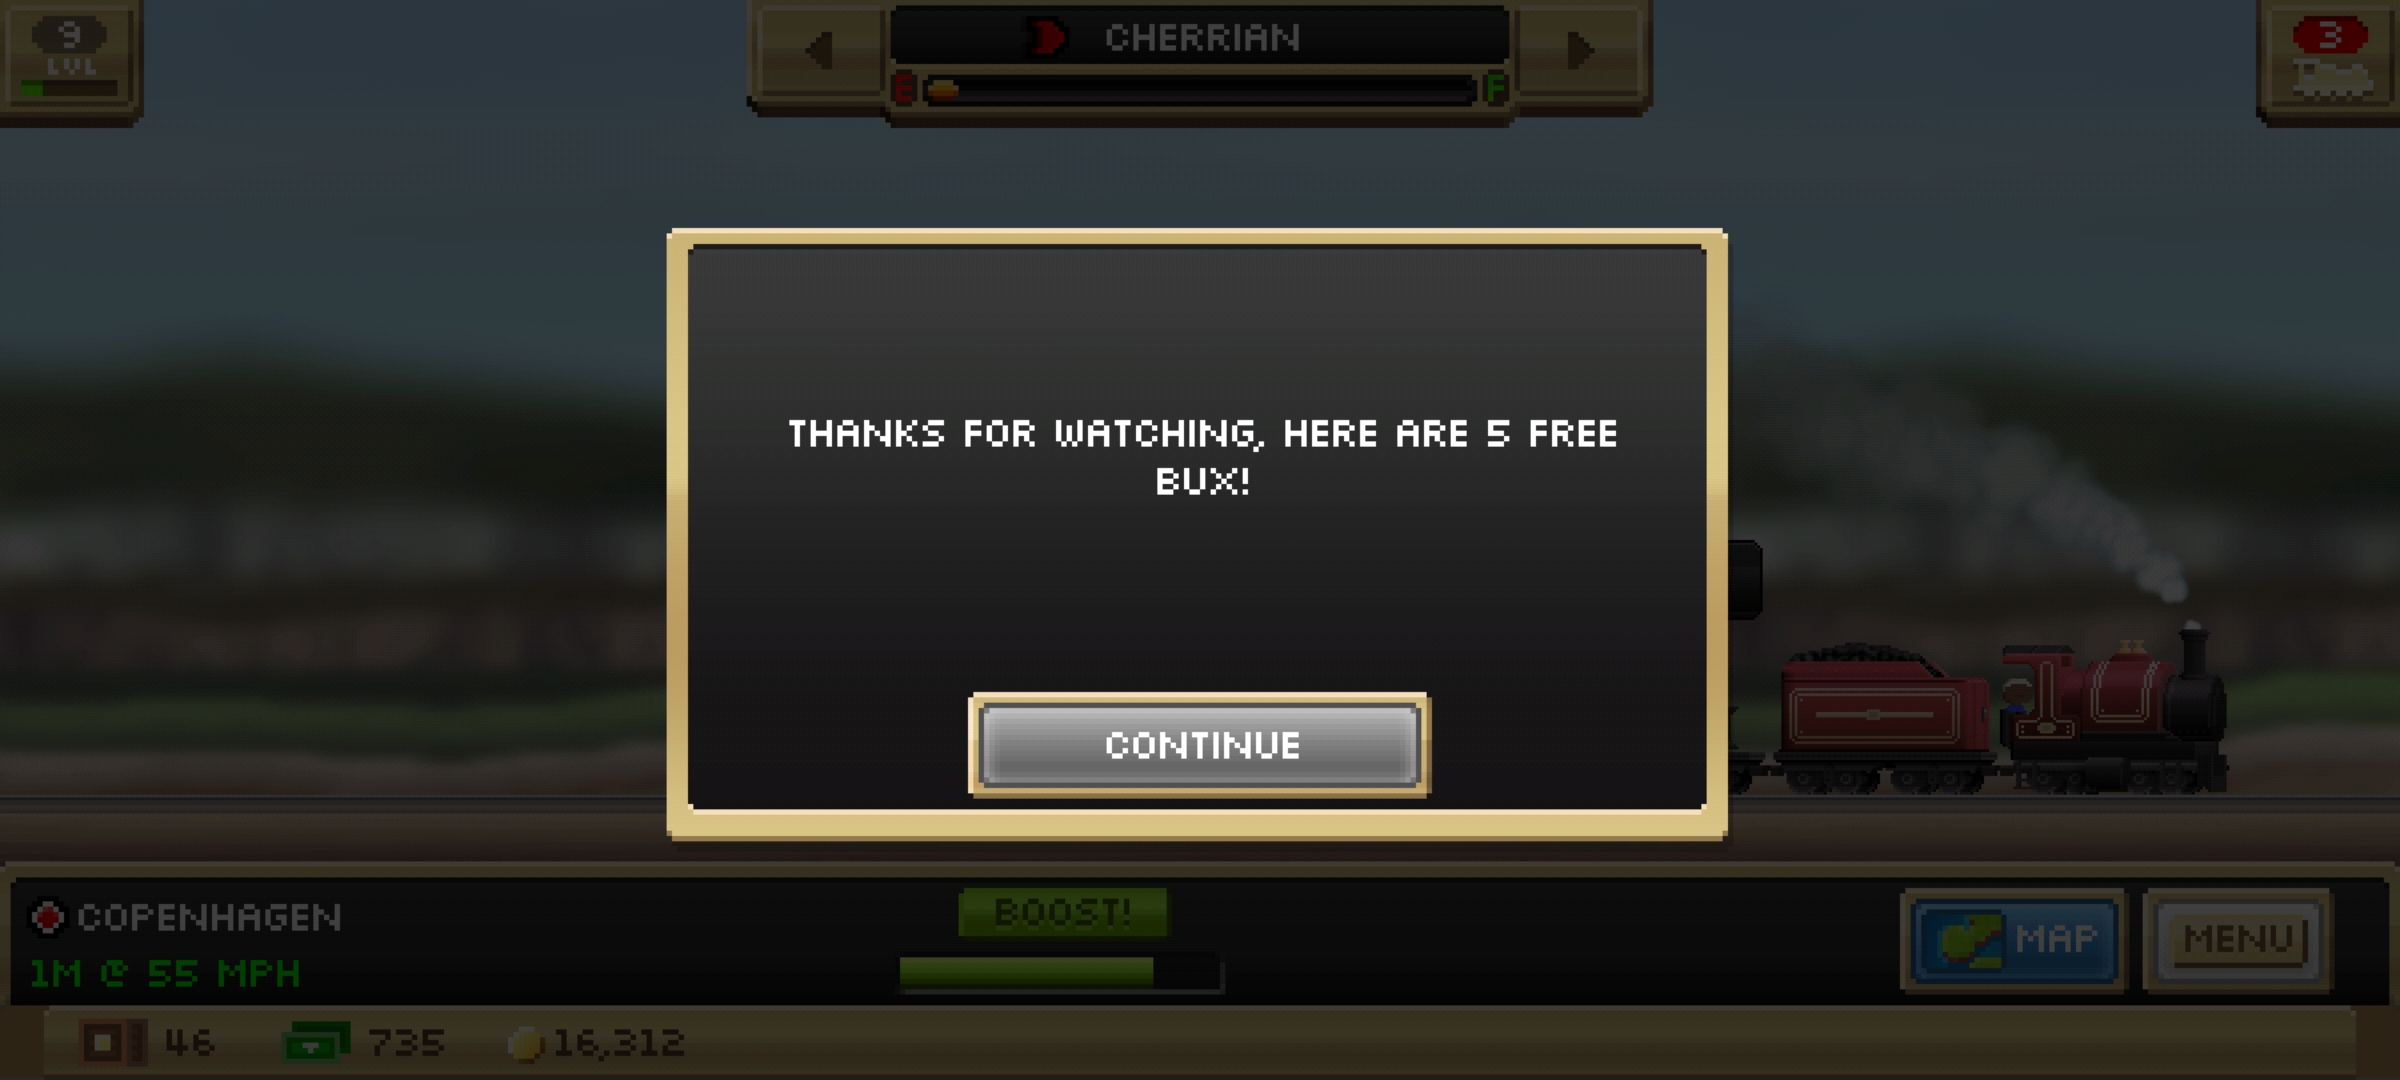 9
LVL
CHERRIAN
E F
3
THANKS FOR WATCHING, HERE ARE 5 FREE
BUX!
CONTINUE
COPENHAGEN
1M @ 55 MPH
BOOST!
MAP
MENU
46
735
16,312